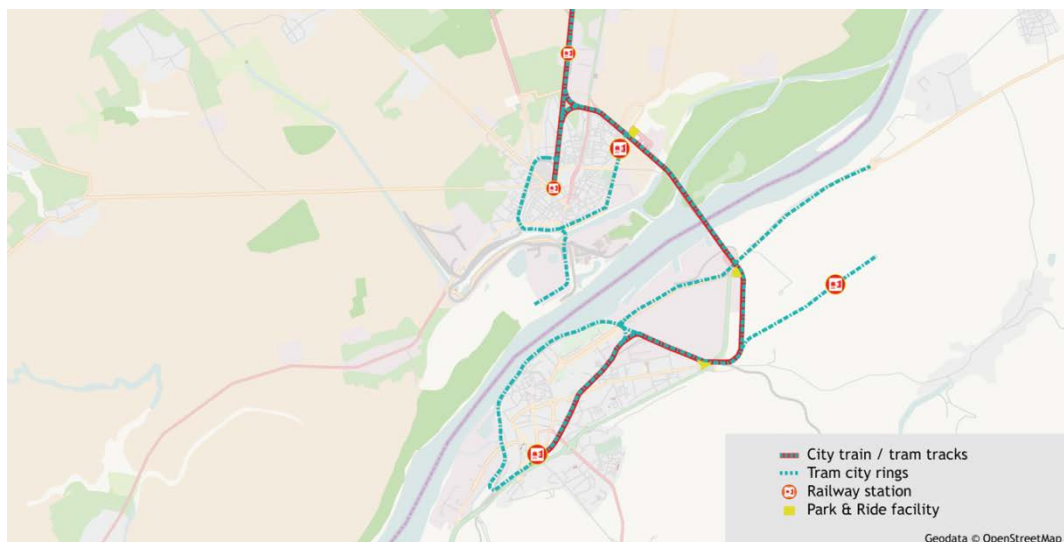 City train / tram tracks
Tram city rings
Railway station
Park & Ride facility
Geodata © OpenStreetMap